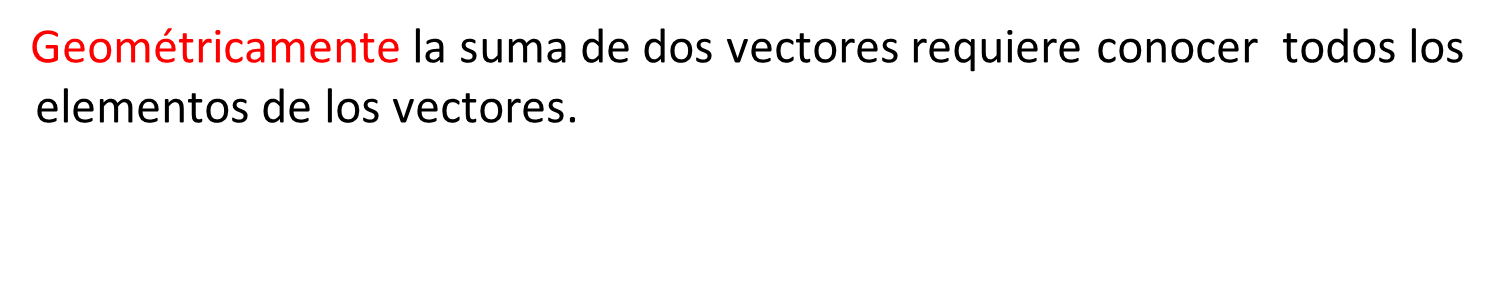 Geométricamente la suma de dos vectores requiere conocer  todos los
elementos de los vectores.